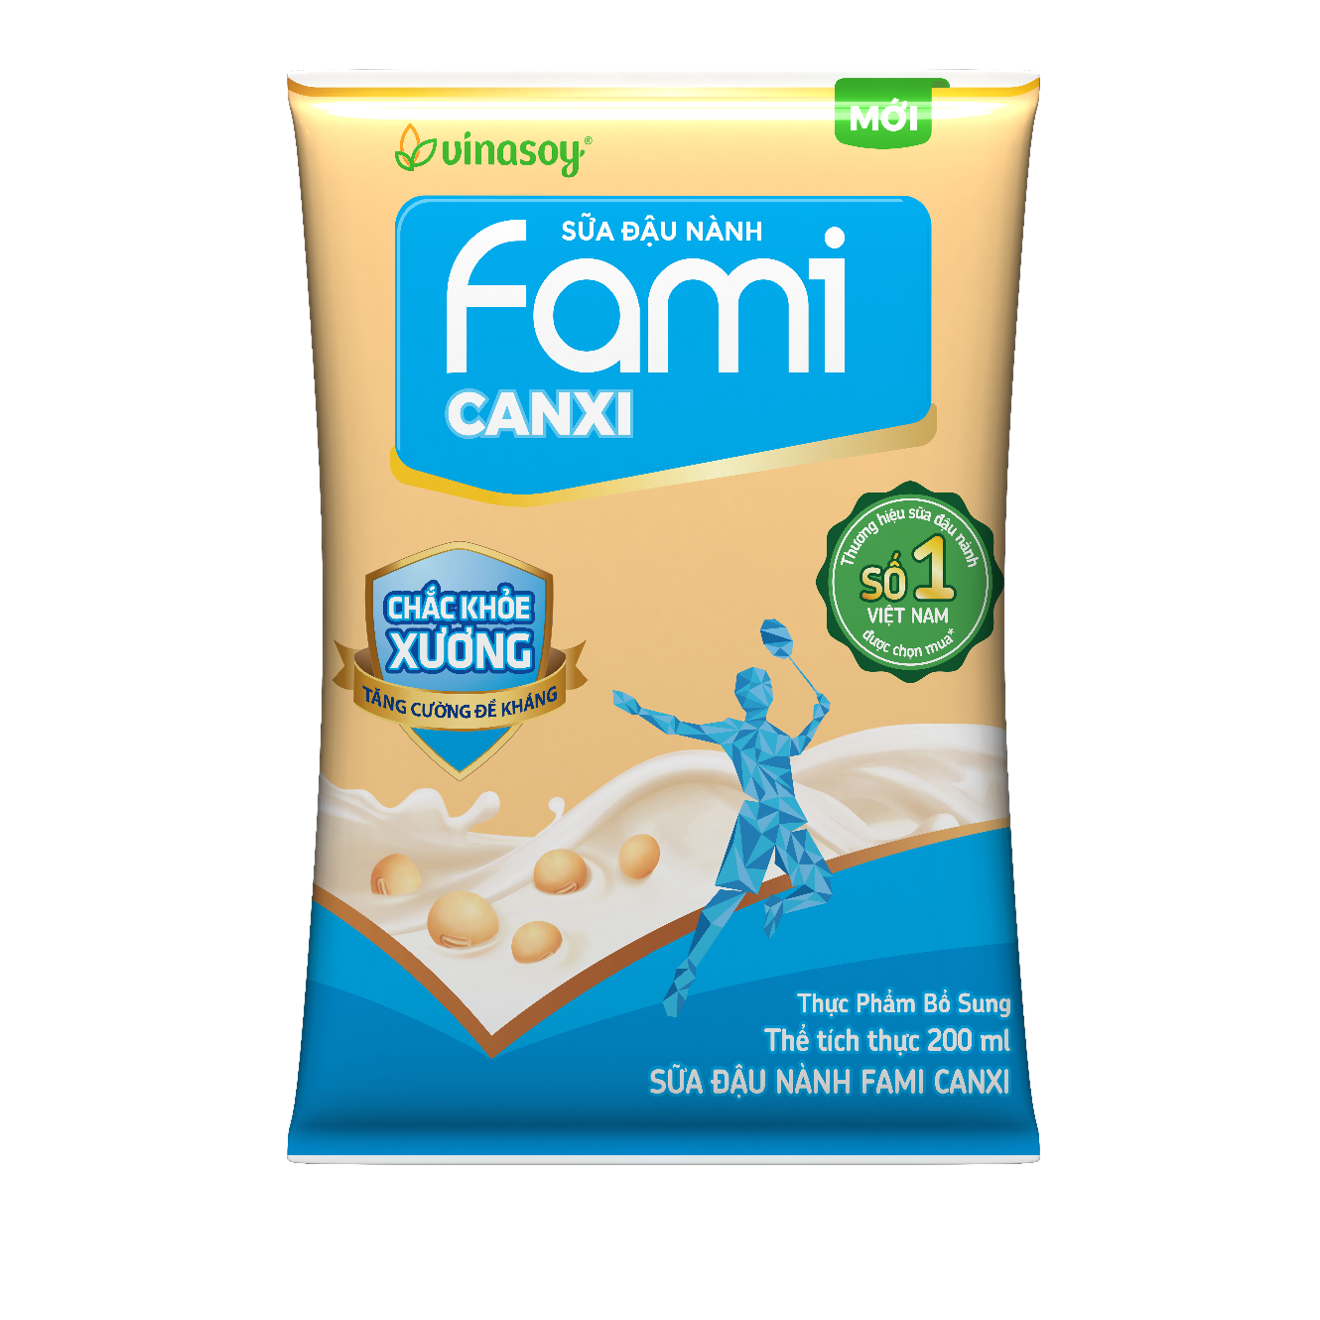 MỚI
vinasoy®
SỮA ĐẬU NÀNH
fami
CANXI
Thương hiệu sữa đậu nành
SỐ 1
VIỆT NAM
được chọn mua*
CHẮC KHỎE
XƯƠNG
TĂNG CƯỜNG ĐỀ KHÁNG
Thực Phẩm Bổ Sung
Thể tích thực 200 ml
SỮA ĐẬU NÀNH FAMI CANXI